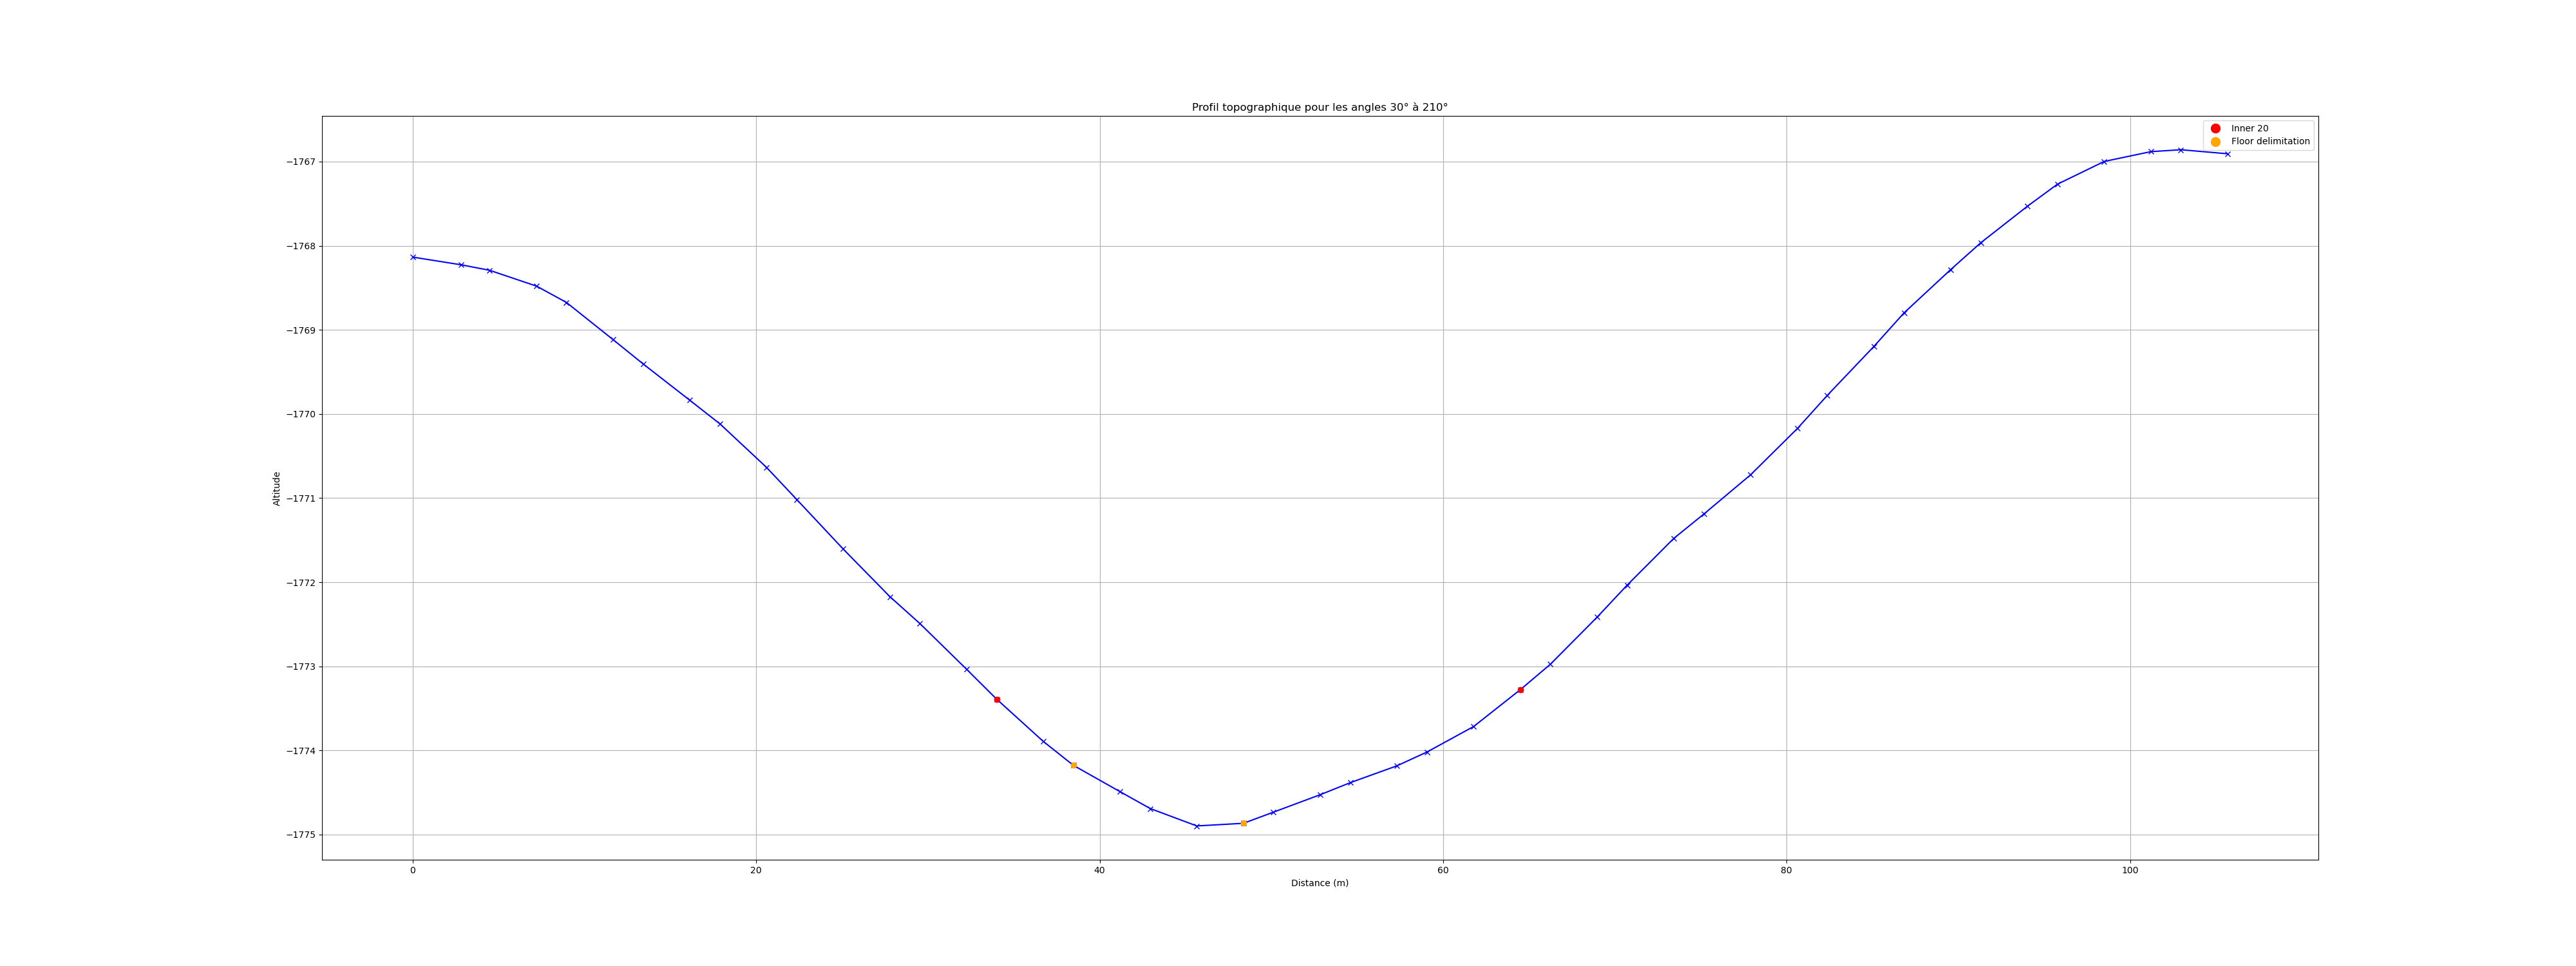 Profil topographique pour les angles 30° à 210°
Inner 20
Floor delimitation
−1767
−1768
−1769
−1770
−1771
−1772
−1773
−1774
−1775
Altitude
0 20 40 60 80 100
Distance (m)